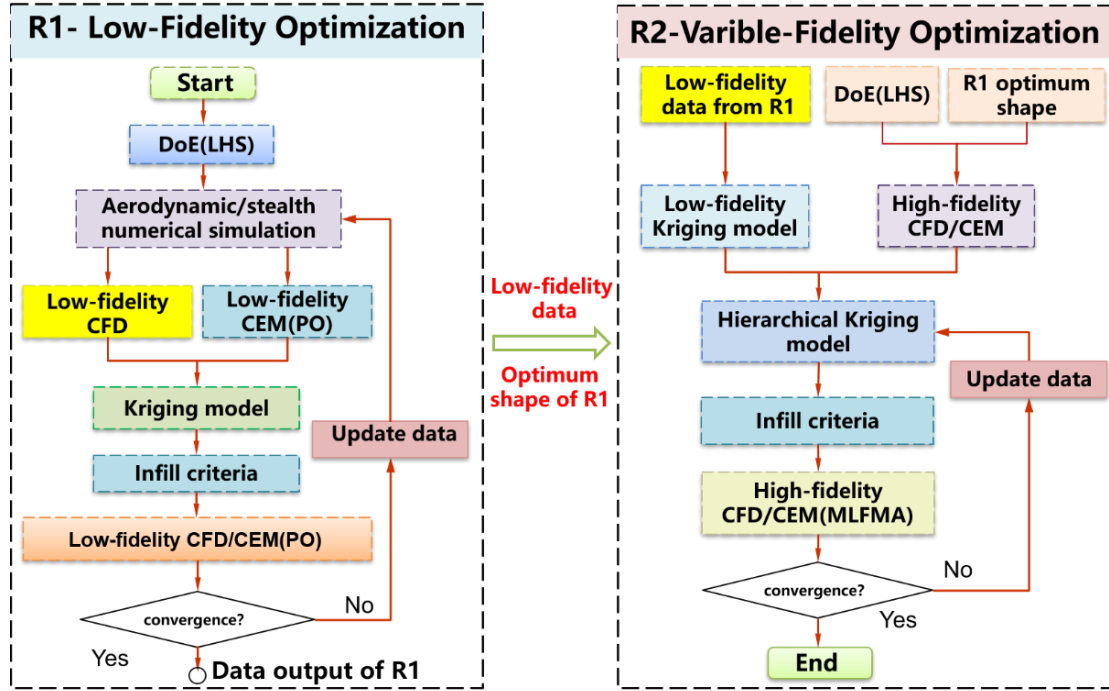 R1- Low-Fidelity Optimization
Start
DoE(LHS)
Aerodynamic/stealth
numerical simulation
Low-fidelity
CFD
Low-fidelity
CEM(PO)
Kriging model
Update data
Infill criteria
Low-fidelity CFD/CEM(PO)
convergence?
No
Yes
Data output of R1
Low-fidelity
data
Optimum
shape of R1
R2-Varible-Fidelity Optimization
Low-fidelity
data from R1
DoE(LHS)
R1 optimum
shape
Low-fidelity
Kriging model
High-fidelity
CFD/CEM
Hierarchical Kriging
model
Update data
Infill criteria
High-fidelity
CFD/CEM(MLFMA)
convergence?
No
Yes
End